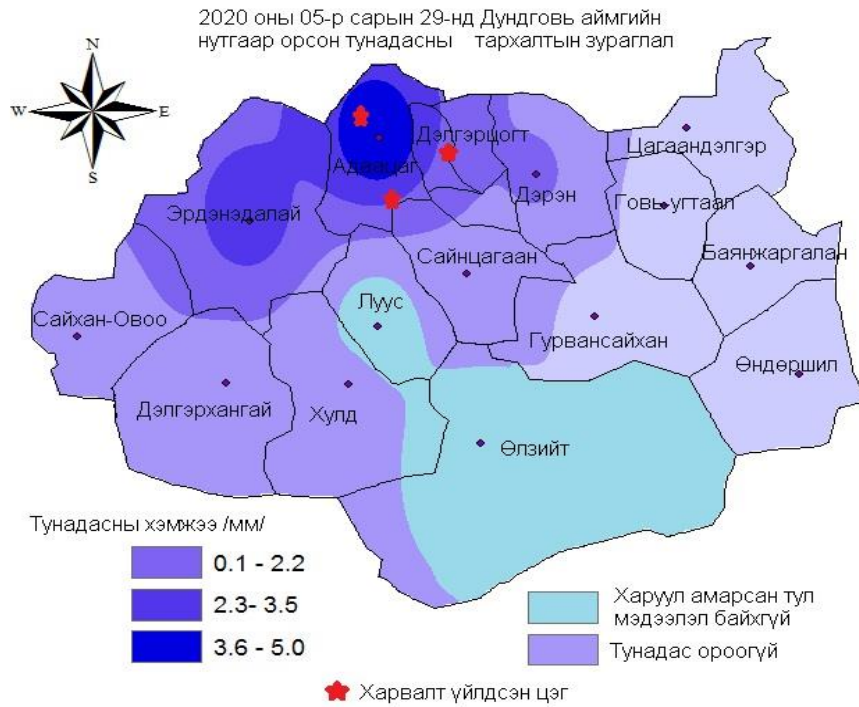 2020 оны 05-р сарын 29-нд Дундговь аймгийн
нутгаар орсон тунадасны тархалтын зураглал
N
W
E
S
Дэлгэрцогт
Адаацаг
Цагаандэлгэр
Дэрэн
Говь-угтаал
Эрдэнэдалай
Сайнцагаан
Баянжаргалан
Луус
Сайхан-Овоо
Гурвансайхан
Өндөршил
Дэлгэрхангай
Хулд
Өлзийт
Тунадасны хэмжээ /мм/
0.1 - 2.2
2.3- 3.5
3.6 - 5.0
Харуул амарсан тул
мэдээлэл байхгүй
Тунадас ороогүй
Харвалт үйлдсэн цэг